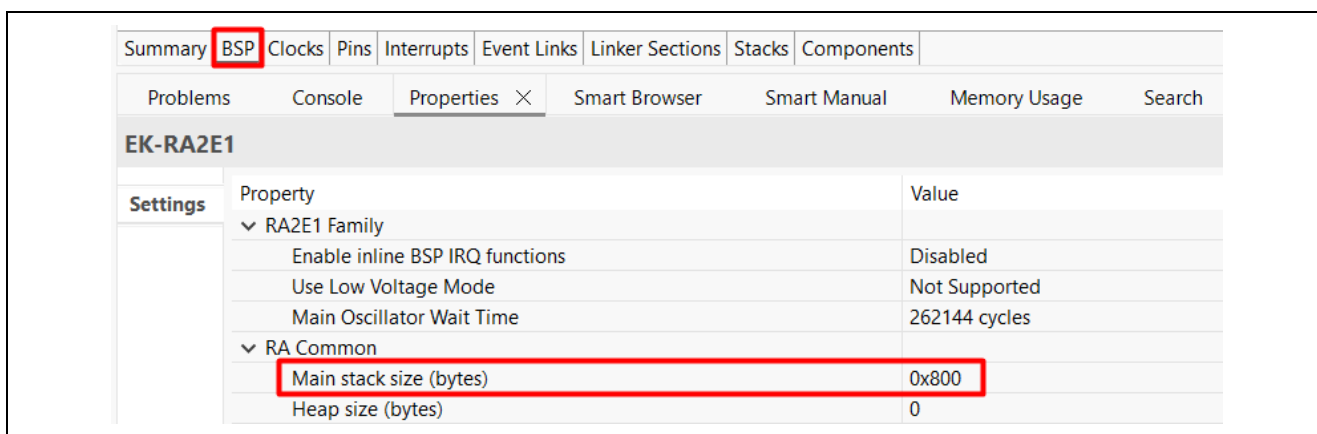 Summary BSP Clocks Pins Interrupts Event Links Linker Sections Stacks Components
Problems Console Properties Smart Browser Smart Manual Memory Usage Search
EK-RA2E1
Settings
Property Value
RA2E1 Family
Enable inline BSP IRQ functions Disabled
Use Low Voltage Mode Not Supported
Main Oscillator Wait Time 262144 cycles
RA Common
Main stack size (bytes) 0x800
Heap size (bytes) 0